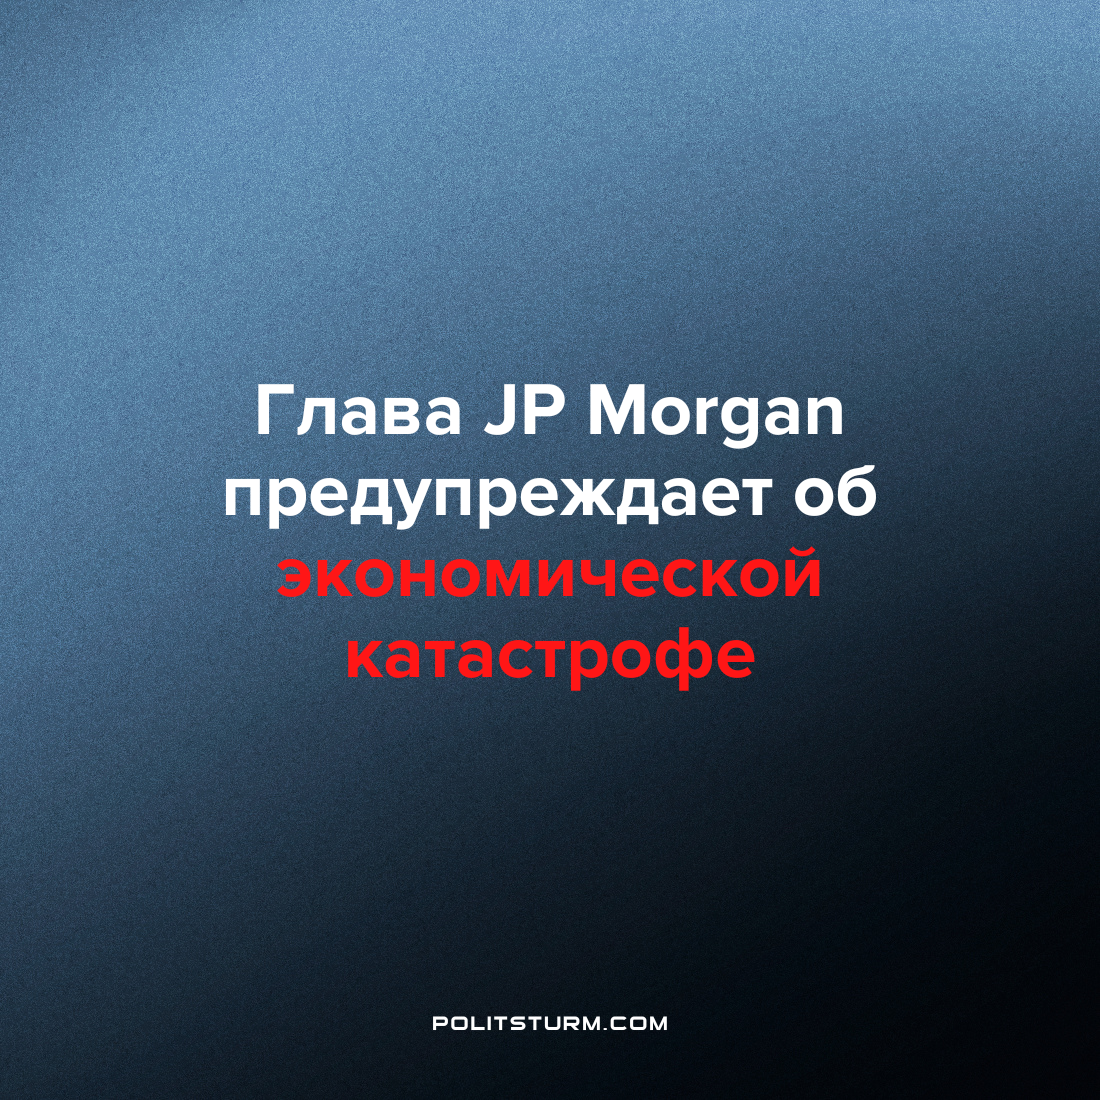 Глава JP Morgan
предупреждает об
экономической
катастрофе
POLITSTURM.COM